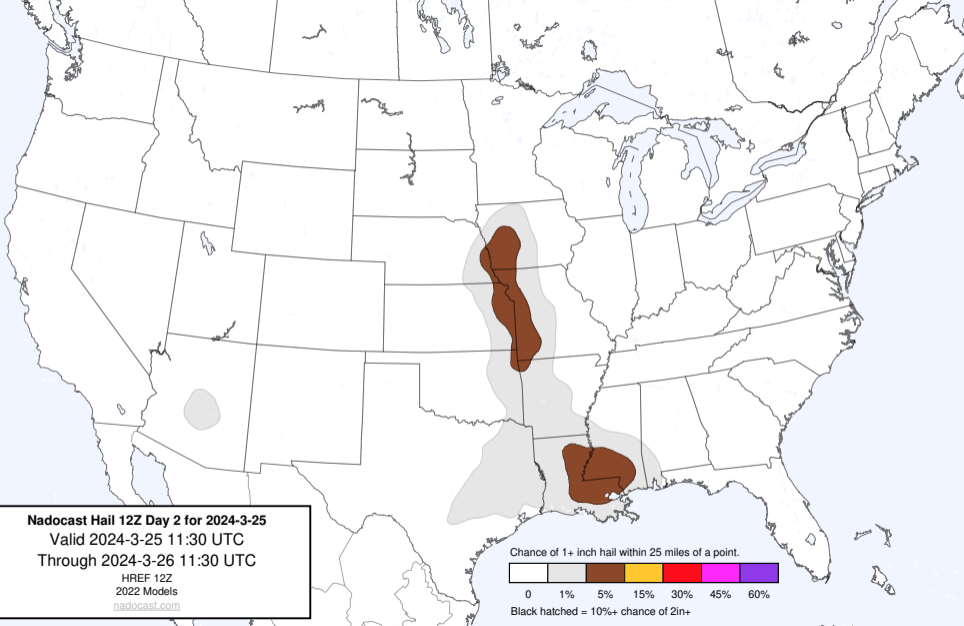 Nadocast Hail 12Z Day 2 for 2024-3-25
Valid 2024-3-25 11:30 UTC
Through 2024-3-26 11:30 UTC
HREF 12Z
2022 Models
nadocast.com
Chance of 1+ inch hail within 25 miles of a point.
0 1% 5% 15% 30% 45% 60%
Black hatched = 10%+ chance of 2in+